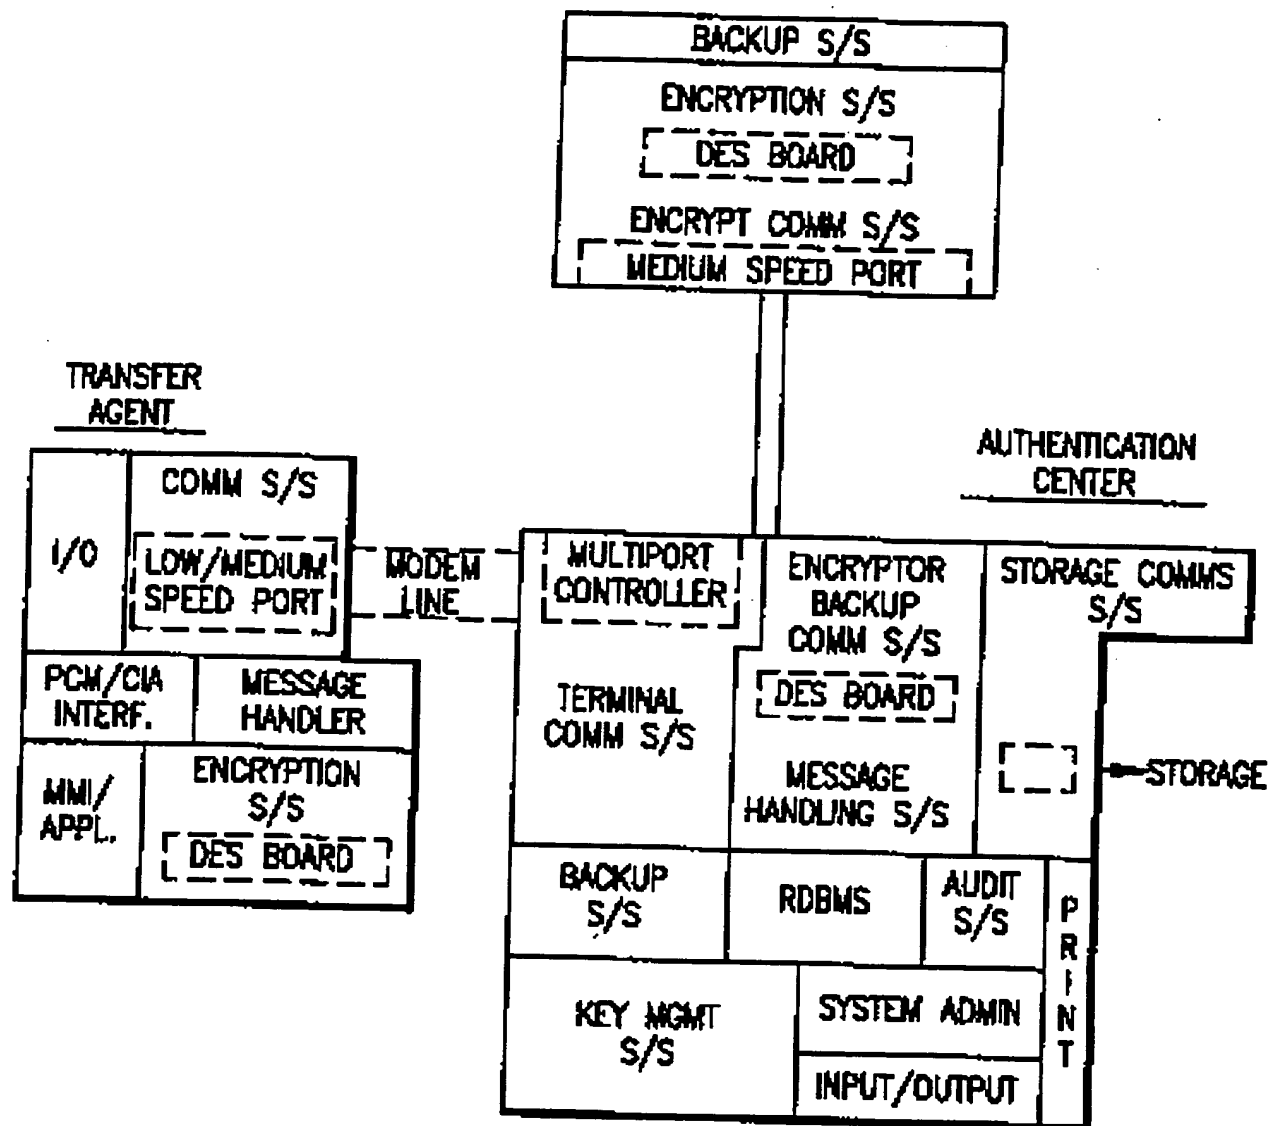 BACKUP S/S
ENCRYPTION S/S
DES BOARD
ENCRYPT COMM S/S
MEDIUM SPEED PORT
TRANSFER
AGENT
I/O
COMM S/S
LOW/MEDIUM
SPEED PORT
MODEM
LINE
PCM/CIA
INTERF.
MESSAGE
HANDLER
MMI/
APPL.
ENCRYPTION
S/S
DES BOARD
AUTHENTICATION
CENTER
MULTIPORT
CONTROLLER
TERMINAL
COMM S/S
ENCRYPTOR
BACKUP
COMM S/S
DES BOARD
MESSAGE
HANDLING S/S
STORAGE COMM'S
S/S
STORAGE
BACKUP
S/S
RDBMS
AUDIT
S/S
PRINT
KEY MGMT
S/S
SYSTEM ADMIN
INPUT/OUTPUT